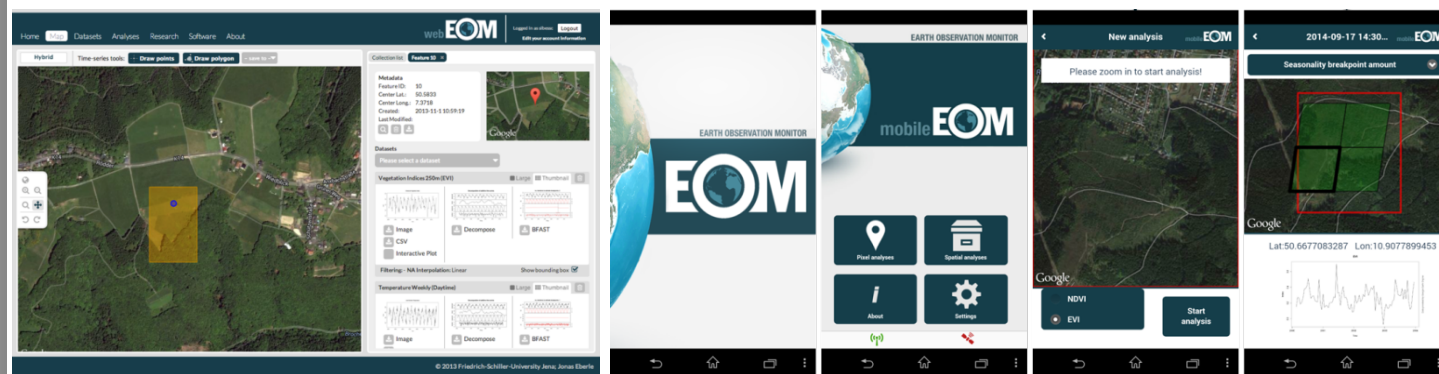 webEOM
Logged in as dlrose. Logout
Edit your account information
Home Map Datasets Analyses Research Software About
Hybrid Time-series tools: Draw points Draw polygon
Collection list Feature 10 ×
Metadata
Feature ID: 10
Center Lat.: 50.5835
Center Long.: 7.3718
Created: 2013-11-1 10:59:19
Last Modified:
Google
Datasets
Please select a dataset
Vegetation Indices 250m (EVI) Large Thumbnail
Image Decompose BFAST
CSV
Interactive Plot
Filtering: - NA Interpolation: Linear Show bounding box
Temperature Weekly (Daytime) Large Thumbnail
Image Decompose BFAST
© 2013 Friedrich-Schiller-University Jena; Jonas Eberle
EARTH OBSERVATION MONITOR
EOM
EARTH OBSERVATION MONITOR
mobileEOM
Pixel analyses Spatial analyses
About Settings
New analysis mobileEOM
Please zoom in to start analysis!
Google
NDVI
EVI
Start
analysis
2014-09-17 14:30... mobileEOM
Seasonality breakpoint amount
Google
Lat:50.6677083287 Lon:10.9077899453